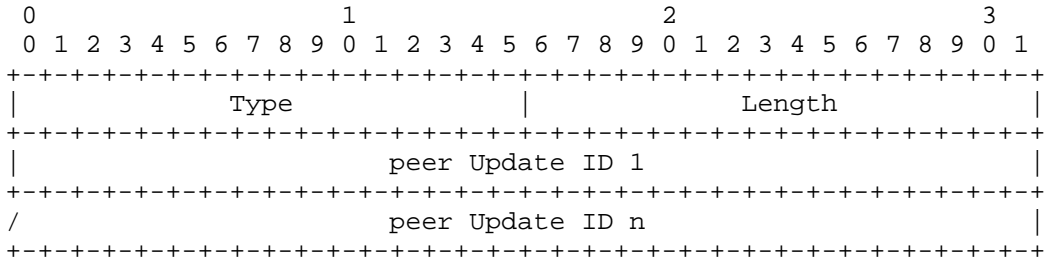 0                   1                   2                   3
 0 1 2 3 4 5 6 7 8 9 0 1 2 3 4 5 6 7 8 9 0 1 2 3 4 5 6 7 8 9 0 1
+-+-+-+-+-+-+-+-+-+-+-+-+-+-+-+-+-+-+-+-+-+-+-+-+-+-+-+-+-+-+-+-+
|             Type              |             Length            |
+-+-+-+-+-+-+-+-+-+-+-+-+-+-+-+-+-+-+-+-+-+-+-+-+-+-+-+-+-+-+-+-+
|                       peer Update ID 1                        |
+-+-+-+-+-+-+-+-+-+-+-+-+-+-+-+-+-+-+-+-+-+-+-+-+-+-+-+-+-+-+-+-+
/                       peer Update ID n                        |
+-+-+-+-+-+-+-+-+-+-+-+-+-+-+-+-+-+-+-+-+-+-+-+-+-+-+-+-+-+-+-+-+